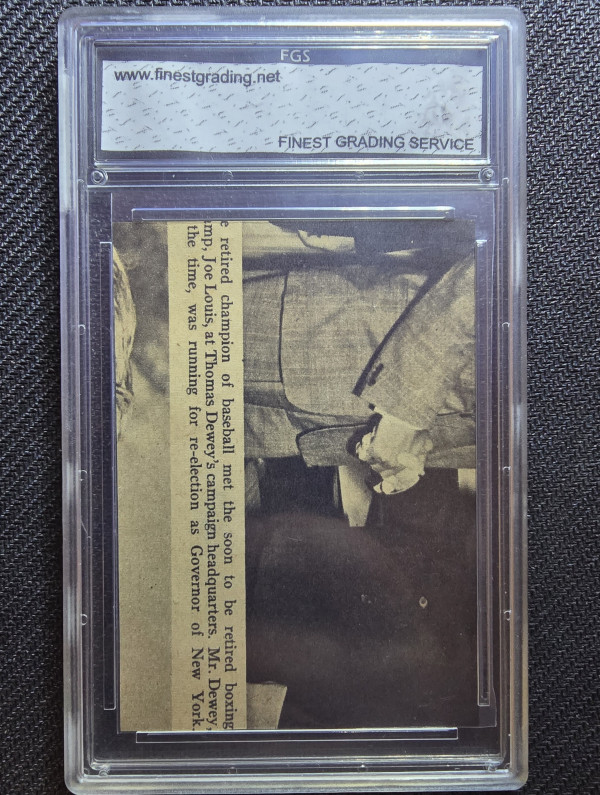 FGS
www.finestgrading.net
FINEST GRADING SERVICE
e retired champion of baseball met the soon to be retired boxing
amp, Joe Louis, at Thomas Dewey's campaign headquarters. Mr. Dewey,
the time, was running for re-election as Governor of New York.